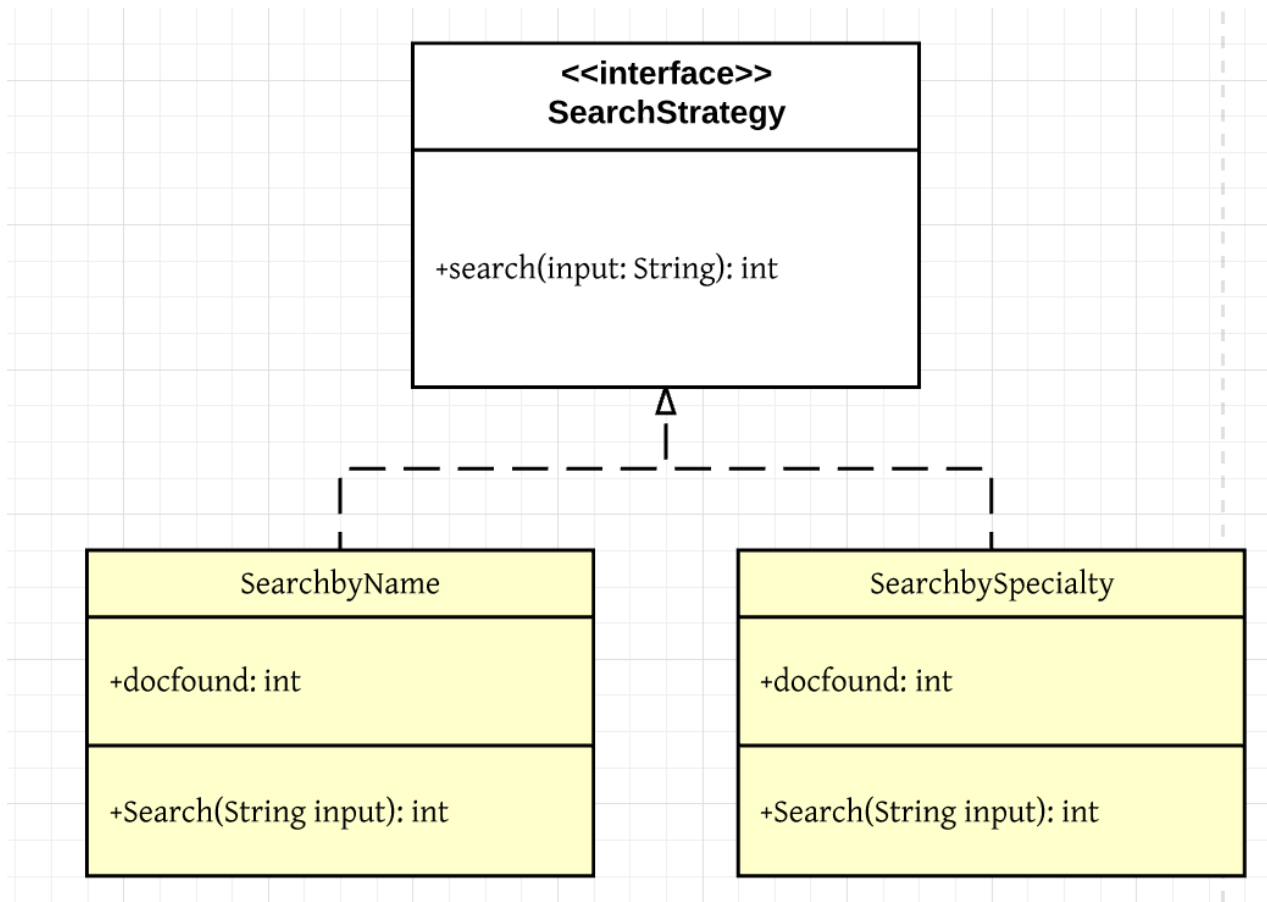 <<interface>>
SearchStrategy
+search(input: String): int
SearchbyName
+docfound: int
+Search(String input): int
SearchbySpecialty
+docfound: int
+Search(String input): int